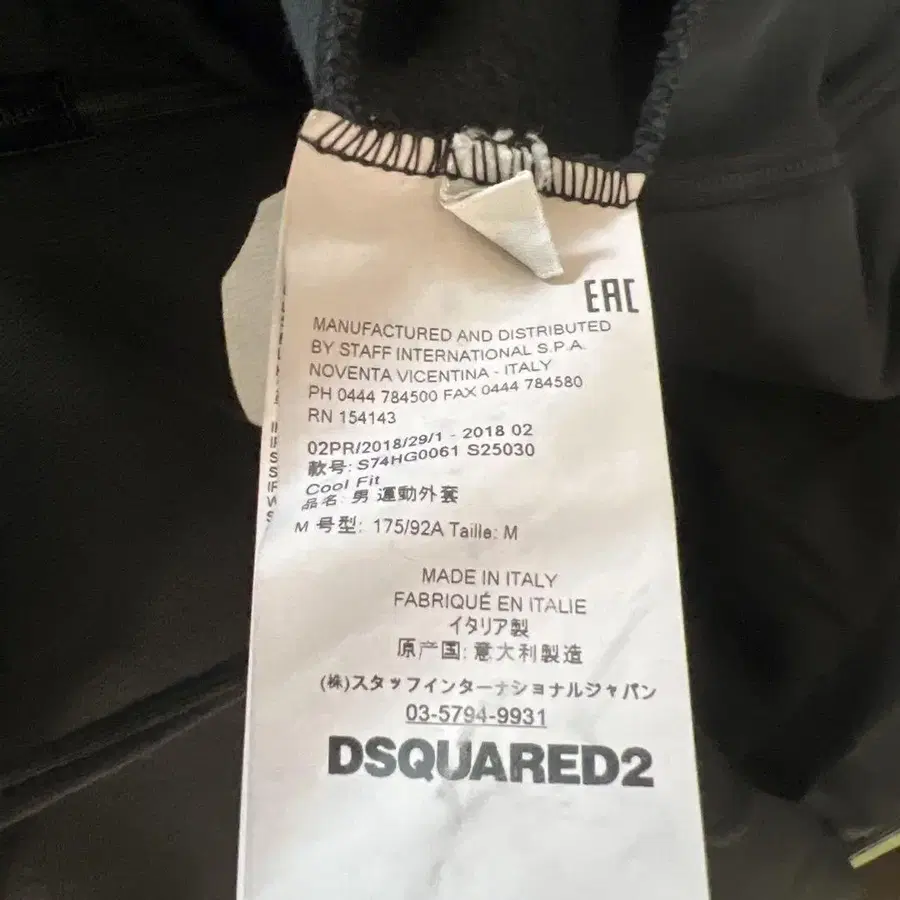 EAC
MANUFACTURED AND DISTRIBUTED
BY STAFF INTERNATIONAL S.P.A.
NOVENTA VICENTINA - ITALY
PH 0444 784500 FAX 0444 784580
RN 154143
02PR/2018/29/1 - 2018 02
款号: S74HG0061 S25030
Cool Fit
品名: 男 運動外套
M 号型: 175/92A Taille: M
MADE IN ITALY
FABRIQUÉ EN ITALIE
イタリア製
原产国: 意大利製造
(株)スタッフインターナショナルジャパン
03-5794-9931
DSQUARED2